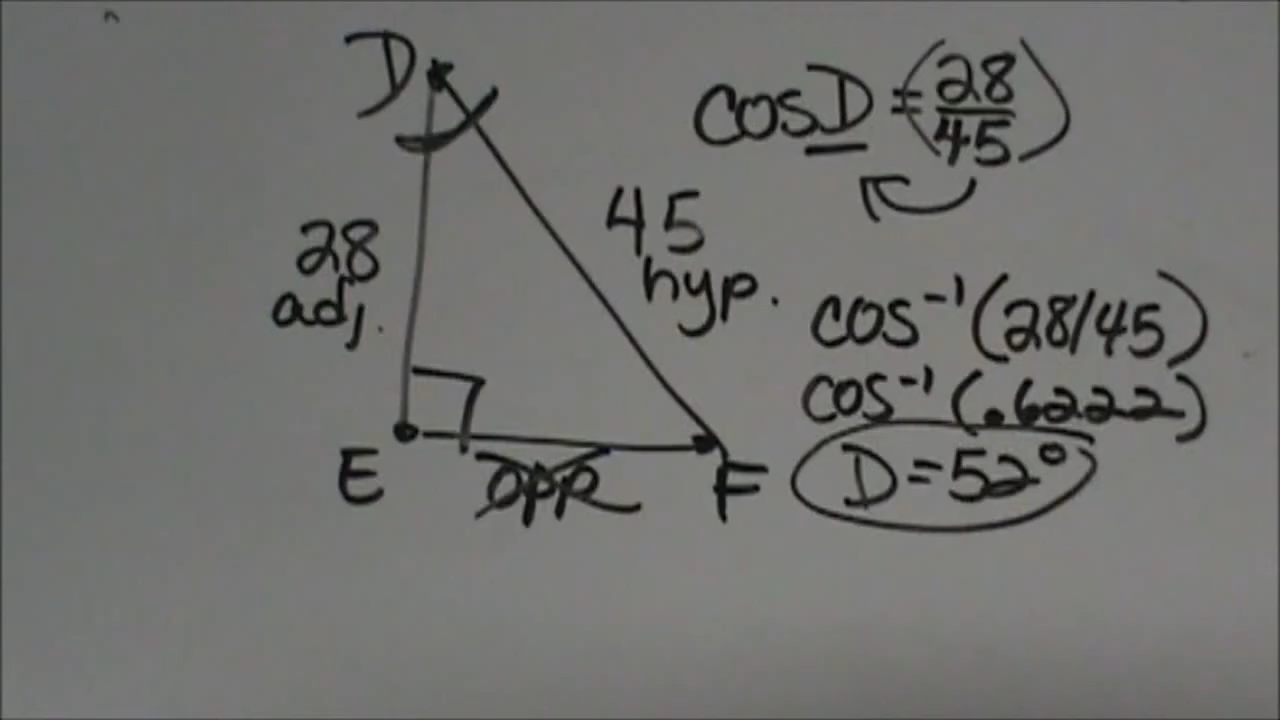 D
cos D = (28/45)
28
adj.
45
hyp.
cos⁻¹(28/45)
cos⁻¹(.6222)
D = 52°
E
opp.
F